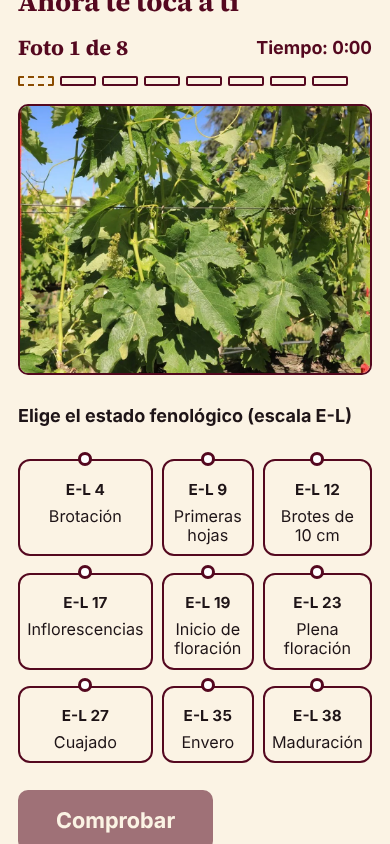 Ahora te toca a ti
Foto 1 de 8
Tiempo: 0:00
Elige el estado fenológico (escala E-L)
E-L 4
Brotación
E-L 9
Primeras
hojas
E-L 12
Brotes de
10 cm
E-L 17
Inflorescencias
E-L 19
Inicio de
floración
E-L 23
Plena
floración
E-L 27
Cuajado
E-L 35
Envero
E-L 38
Maduración
Comprobar